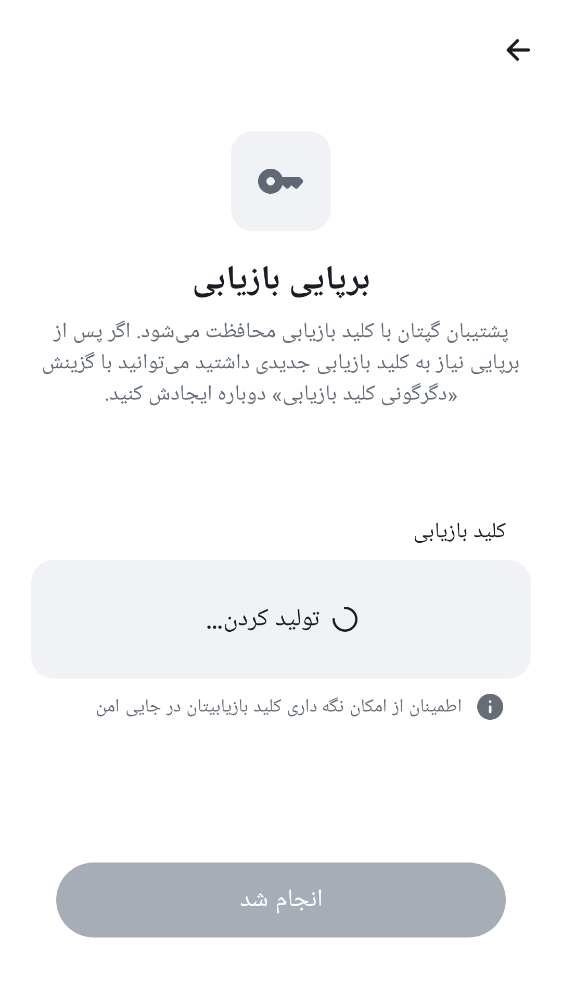 برپایی بازیابی
پشتیبان گپتان با کلید بازیابی محافظت می‌شود. اگر پس از
برپایی نیاز به کلید بازیابی جدیدی داشتید می‌توانید با گزینش
«دگرگونی کلید بازیابی» دوباره ایجادش کنید.
کلید بازیابی
تولید کردن...
اطمینان از امکان نگه داری کلید بازیابیتان در جایی امن
انجام شد